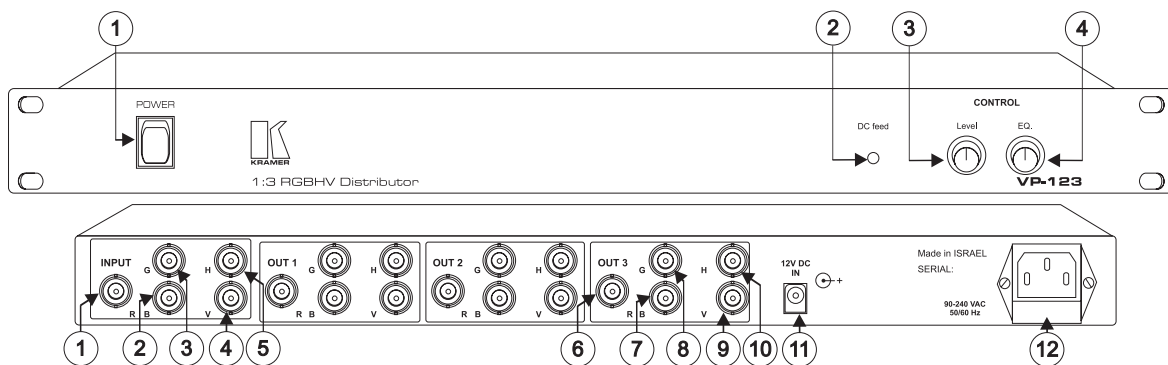 1
2
3
4
POWER
CONTROL
DC feed
Level
EQ.
KRAMER
1:3 RGBHV Distributor
VP-123
INPUT
G
H
R B
V
OUT 1
G
H
R B
V
OUT 2
G
H
R B
V
OUT 3
G
H
R B
V
12V DC
IN
+
Made in ISRAEL
SERIAL:
90-240 VAC
50/60 Hz
1
2
3
4
5
6
7
8
9
10
11
12